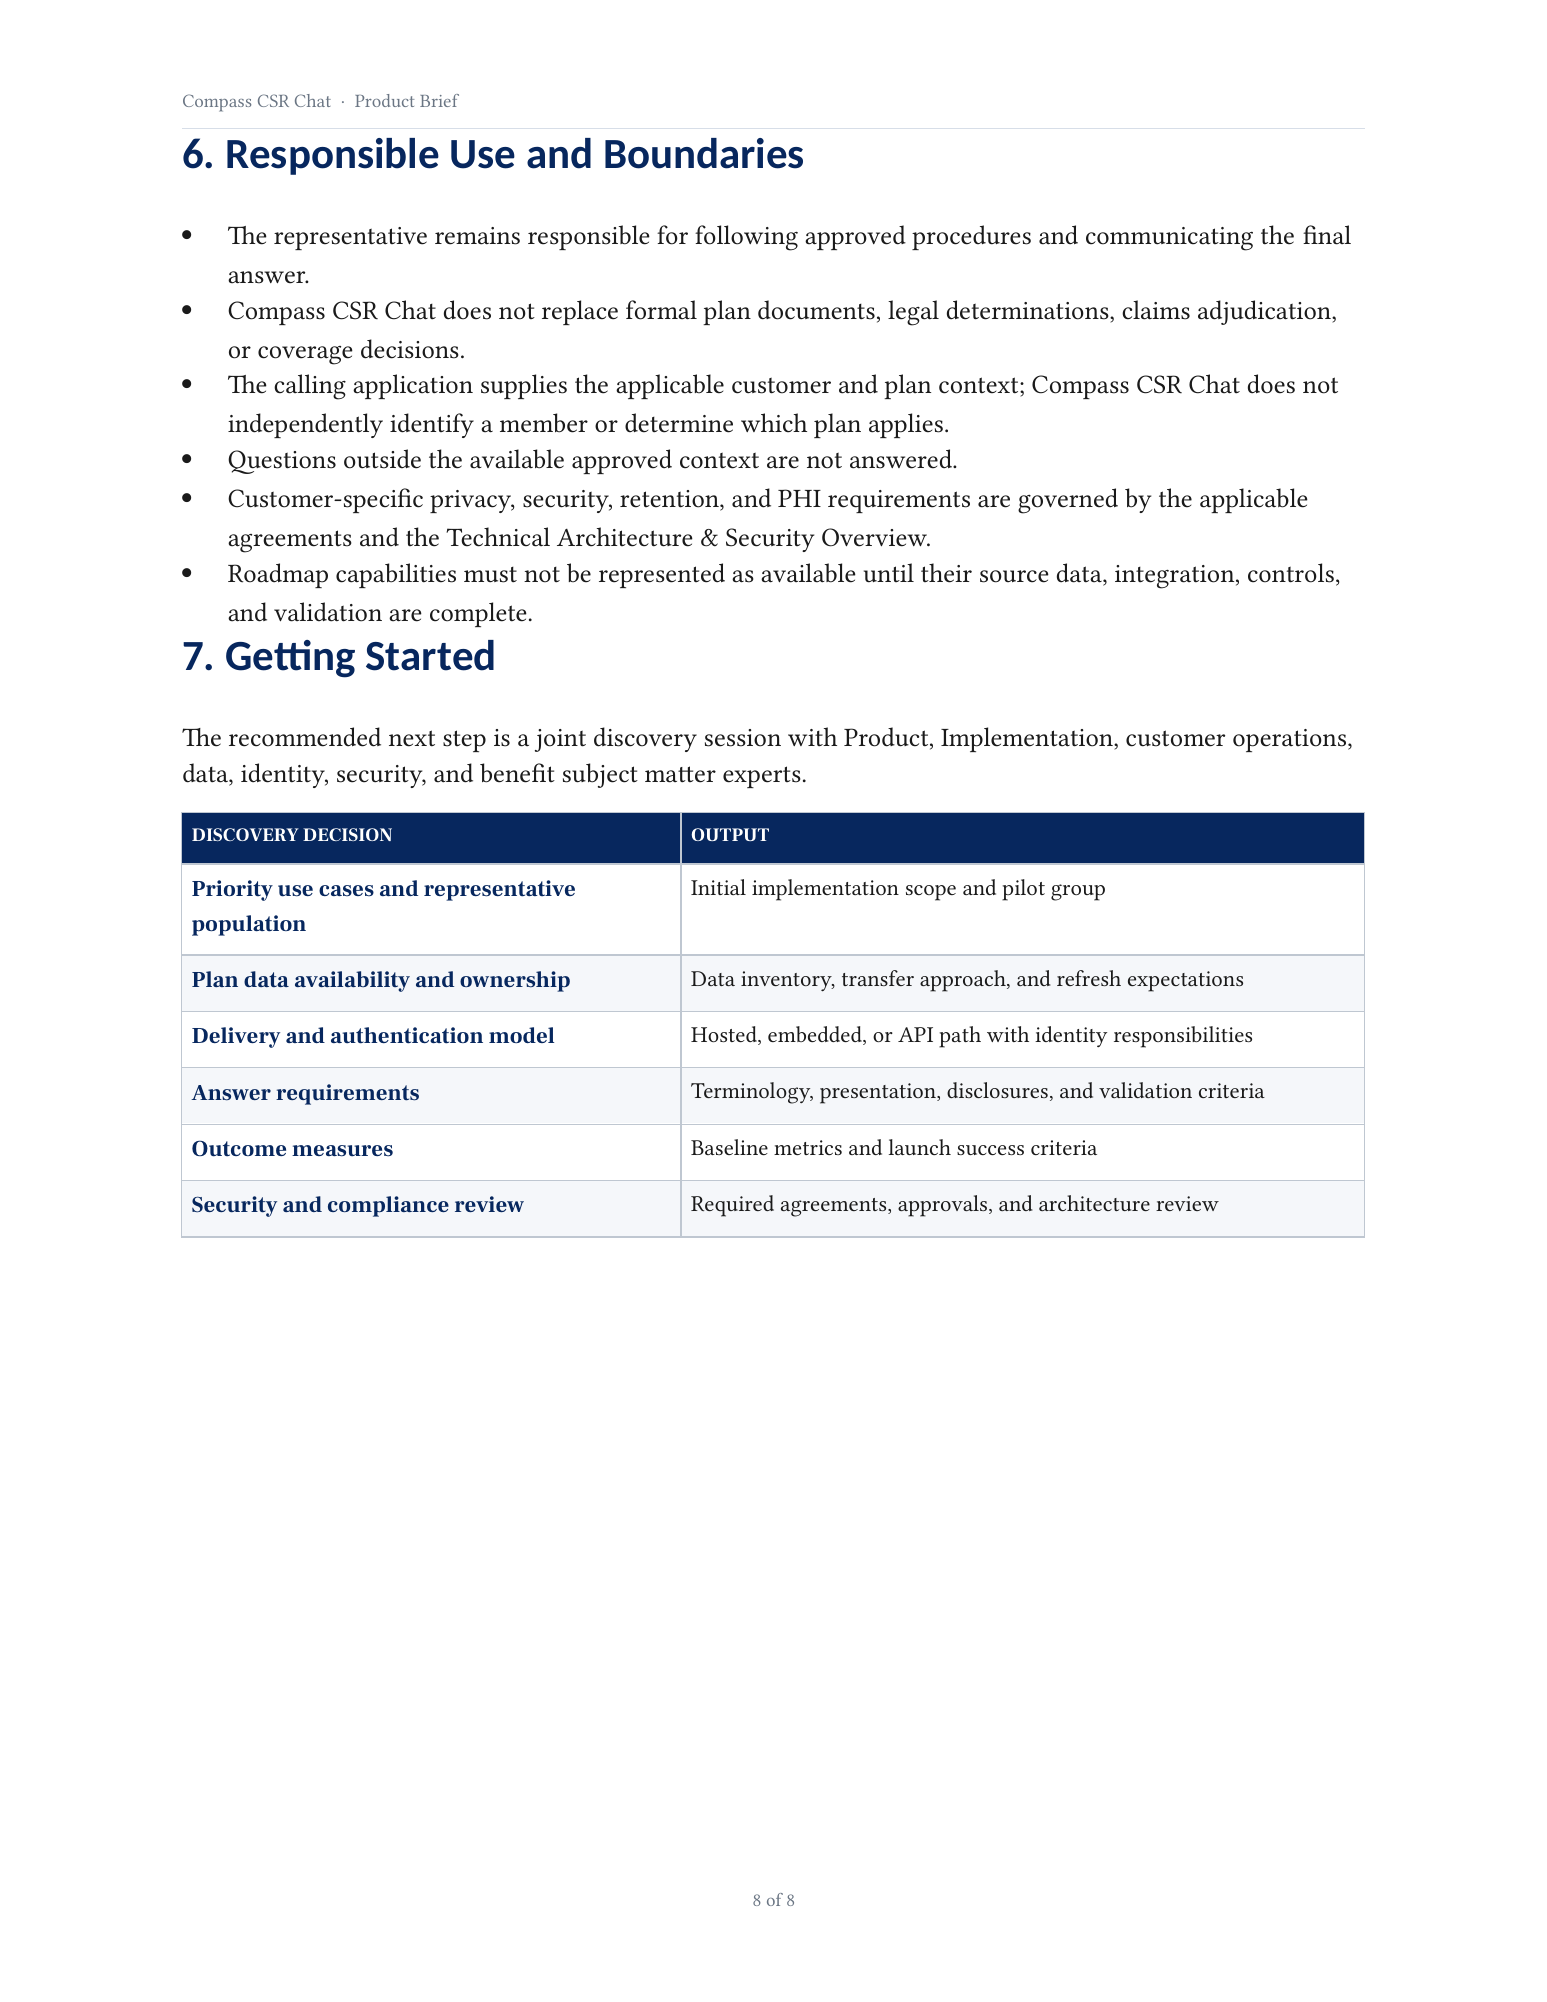 Compass CSR Chat · Product Brief
6. Responsible Use and Boundaries
• The representative remains responsible for following approved procedures and communicating the final
answer.
• Compass CSR Chat does not replace formal plan documents, legal determinations, claims adjudication,
or coverage decisions.
• The calling application supplies the applicable customer and plan context; Compass CSR Chat does not
independently identify a member or determine which plan applies.
• Questions outside the available approved context are not answered.
• Customer-specific privacy, security, retention, and PHI requirements are governed by the applicable
agreements and the Technical Architecture & Security Overview.
• Roadmap capabilities must not be represented as available until their source data, integration, controls,
and validation are complete.
7. Getting Started
The recommended next step is a joint discovery session with Product, Implementation, customer operations,
data, identity, security, and benefit subject matter experts.
DISCOVERY DECISION OUTPUT
Priority use cases and representative Initial implementation scope and pilot group
population
Plan data availability and ownership Data inventory, transfer approach, and refresh expectations
Delivery and authentication model Hosted, embedded, or API path with identity responsibilities
Answer requirements Terminology, presentation, disclosures, and validation criteria
Outcome measures Baseline metrics and launch success criteria
Security and compliance review Required agreements, approvals, and architecture review
8 of 8